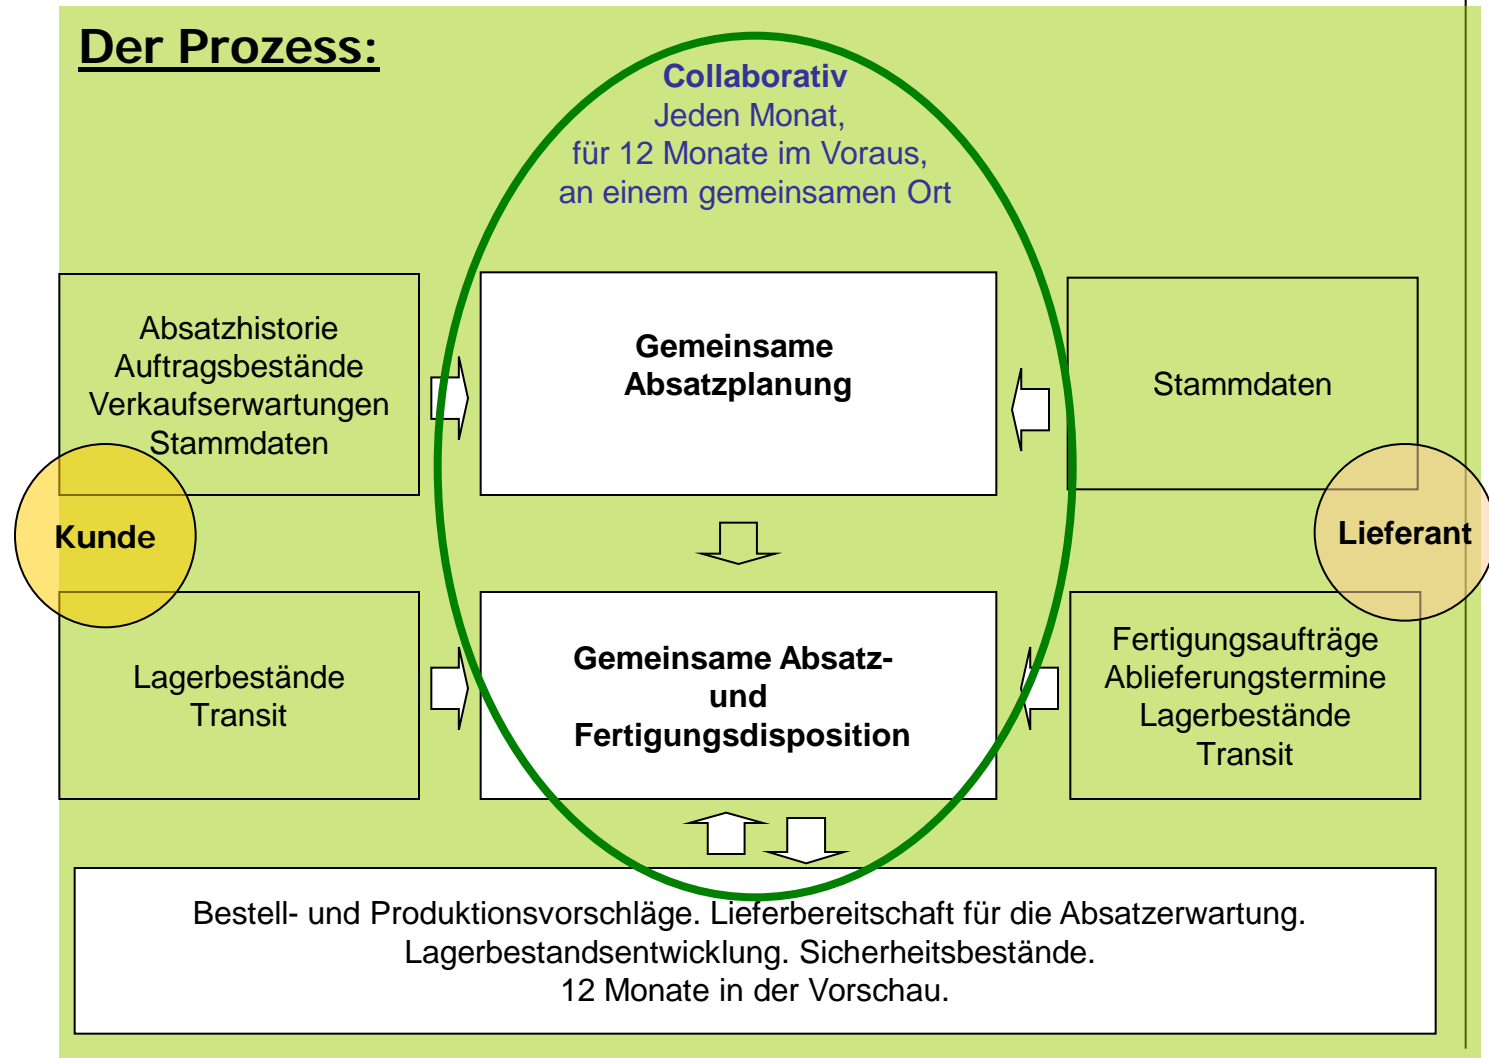 Der Prozess:
Collaborativ
Jeden Monat,
für 12 Monate im Voraus,
an einem gemeinsamen Ort
Absatzhistorie
Auftragsbestände
Verkaufserwartungen
Stammdaten
Gemeinsame
Absatzplanung
Stammdaten
Kunde
Lieferant
Lagerbestände
Transit
Gemeinsame Absatz-
und
Fertigungsdisposition
Fertigungsaufträge
Ablieferungstermine
Lagerbestände
Transit
Bestell- und Produktionsvorschläge. Lieferbereitschaft für die Absatzerwartung.
Lagerbestandsentwicklung. Sicherheitsbestände.
12 Monate in der Vorschau.